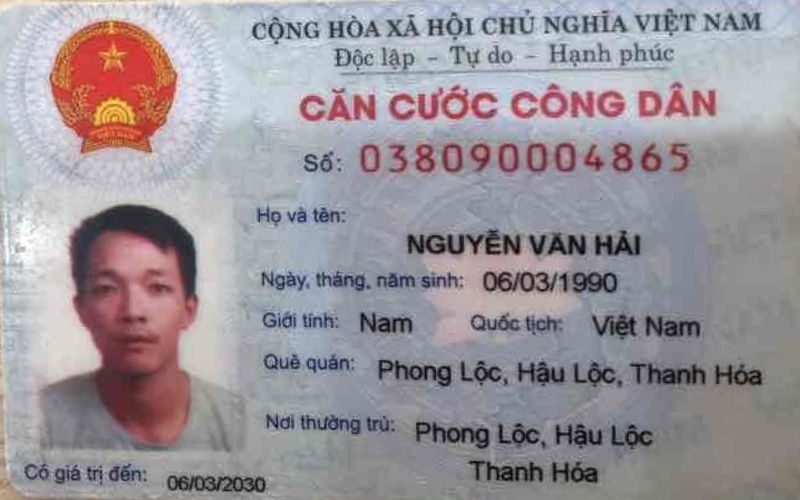 CỘNG HÒA XÃ HỘI CHỦ NGHĨA VIỆT NAM
Độc lập - Tự do - Hạnh phúc
CĂN CƯỚC CÔNG DÂN
Số: 038090004865
Họ và tên:
NGUYỄN VĂN HẢI
Ngày, tháng, năm sinh: 06/03/1990
Giới tính: Nam Quốc tịch: Việt Nam
Quê quán: Phong Lộc, Hậu Lộc, Thanh Hóa
Nơi thường trú: Phong Lộc, Hậu Lộc
Thanh Hóa
Có giá trị đến: 06/03/2030